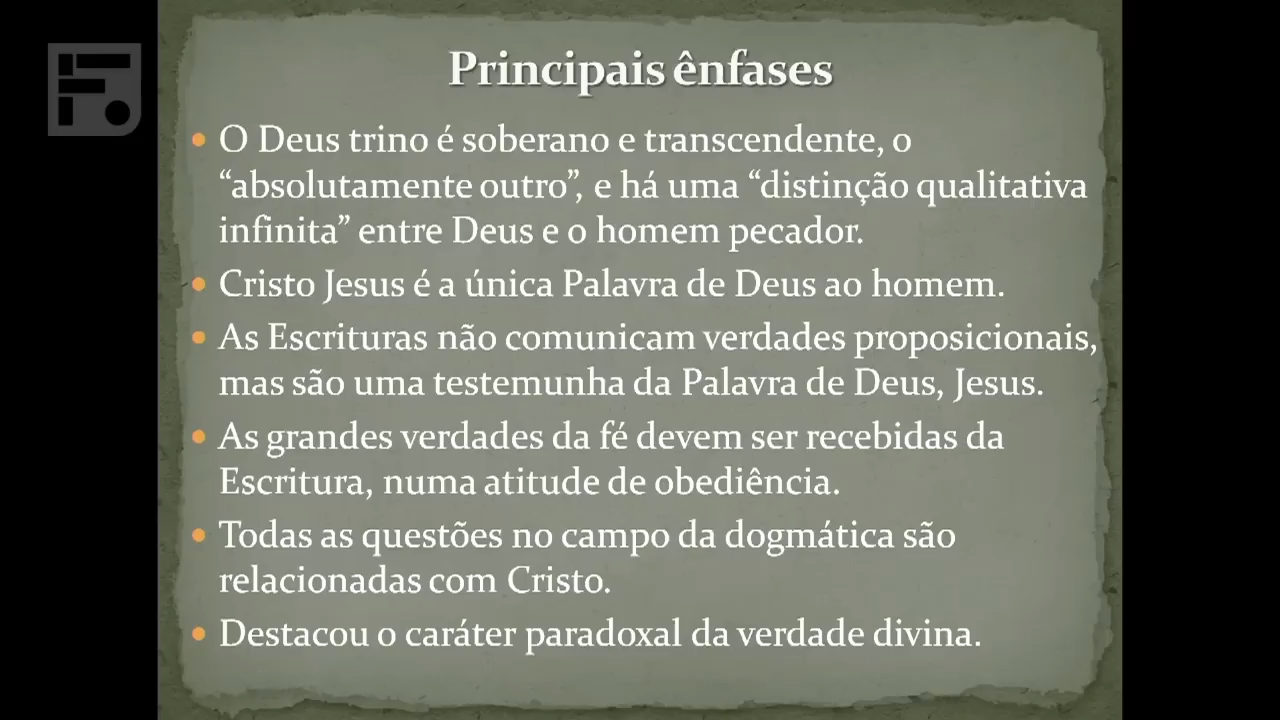 Principais ênfases
• O Deus trino é soberano e transcendente, o
“absolutamente outro”, e há uma “distinção qualitativa
infinita” entre Deus e o homem pecador.
• Cristo Jesus é a única Palavra de Deus ao homem.
• As Escrituras não comunicam verdades proposicionais,
mas são uma testemunha da Palavra de Deus, Jesus.
• As grandes verdades da fé devem ser recebidas da
Escritura, numa atitude de obediência.
• Todas as questões no campo da dogmática são
relacionadas com Cristo.
• Destacou o caráter paradoxal da verdade divina.